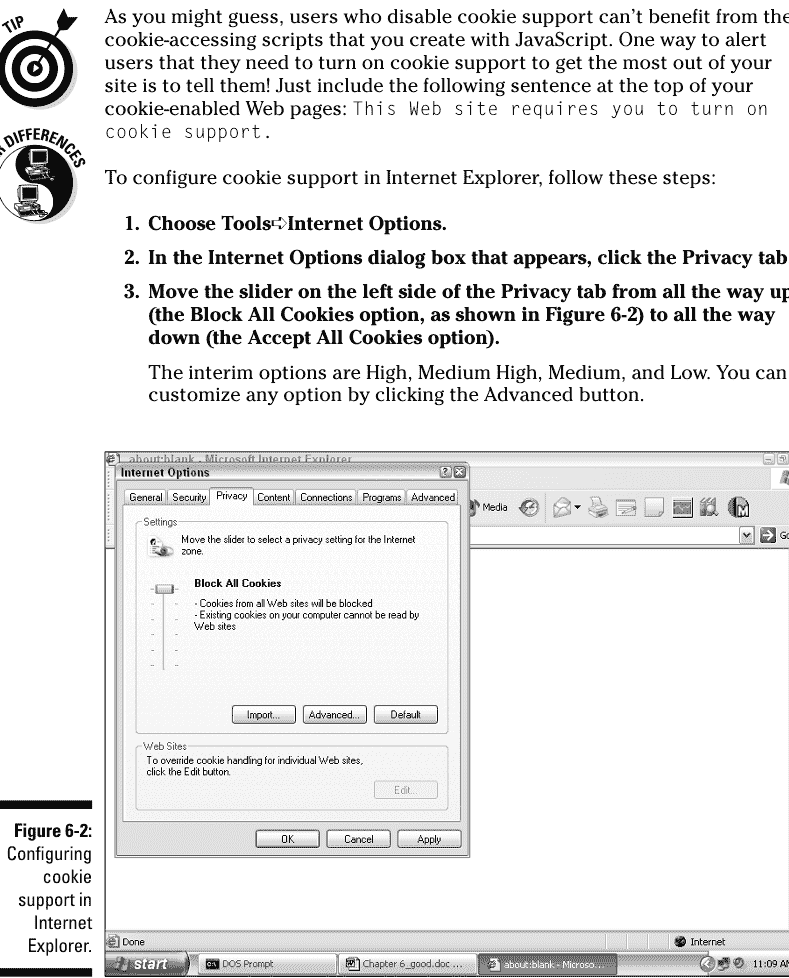 TIP
As you might guess, users who disable cookie support can't benefit from the
cookie-accessing scripts that you create with JavaScript. One way to alert
users that they need to turn on cookie support to get the most out of your
site is to tell them! Just include the following sentence at the top of your
cookie-enabled Web pages: This Web site requires you to turn on
cookie support.
DIFFERENCES
To configure cookie support in Internet Explorer, follow these steps:
1. Choose Tools➪Internet Options.
2. In the Internet Options dialog box that appears, click the Privacy tab
3. Move the slider on the left side of the Privacy tab from all the way up
(the Block All Cookies option, as shown in Figure 6-2) to all the way
down (the Accept All Cookies option).
The interim options are High, Medium High, Medium, and Low. You can
customize any option by clicking the Advanced button.
about:blank - Microsoft Internet Explorer
Internet Options
General Security Privacy Content Connections Programs Advanced
Media
Settings
Move the slider to select a privacy setting for the Internet
zone.
Block All Cookies
- Cookies from all Web sites will be blocked
- Existing cookies on your computer cannot be read by
Web sites
Import... Advanced... Default
Web Sites
To override cookie handling for individual Web sites,
click the Edit button.
Edit...
OK Cancel Apply
Figure 6-2:
Configuring
cookie
support in
Internet
Explorer.
Done
Internet
start
DOS Prompt
Chapter 6_good.doc ...
about:blank - Microso...
11:09 AM